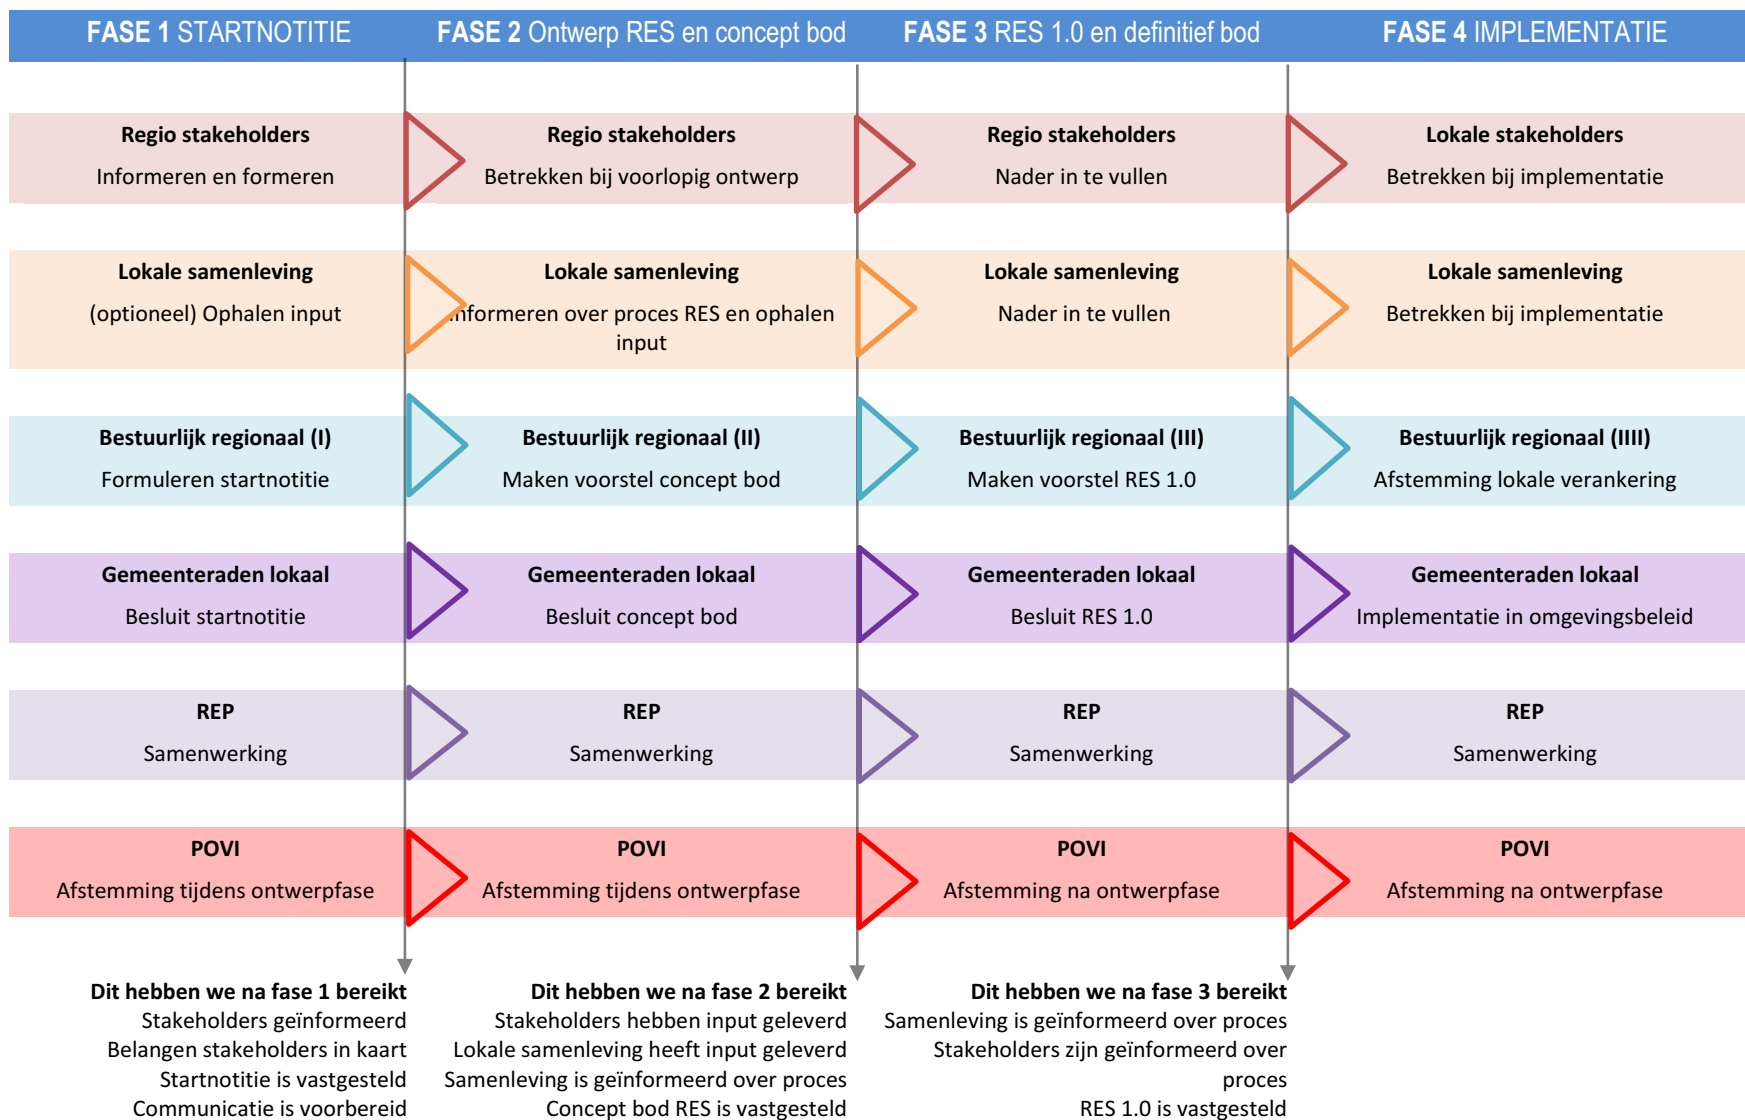 FASE 1 STARTNOTITIE
FASE 2 Ontwerp RES en concept bod
FASE 3 RES 1.0 en definitief bod
FASE 4 IMPLEMENTATIE
Regio stakeholders
Informeren en formeren
Regio stakeholders
Betrekken bij voorlopig ontwerp
Regio stakeholders
Nader in te vullen
Lokale stakeholders
Betrekken bij implementatie
Lokale samenleving
(optioneel) Ophalen input
Lokale samenleving
Informeren over proces RES en ophalen
input
Lokale samenleving
Nader in te vullen
Lokale samenleving
Betrekken bij implementatie
Bestuurlijk regionaal (I)
Formuleren startnotitie
Bestuurlijk regionaal (II)
Maken voorstel concept bod
Bestuurlijk regionaal (III)
Maken voorstel RES 1.0
Bestuurlijk regionaal (IIII)
Afstemming lokale verankering
Gemeenteraden lokaal
Besluit startnotitie
Gemeenteraden lokaal
Besluit concept bod
Gemeenteraden lokaal
Besluit RES 1.0
Gemeenteraden lokaal
Implementatie in omgevingsbeleid
REP
Samenwerking
REP
Samenwerking
REP
Samenwerking
REP
Samenwerking
POVI
Afstemming tijdens ontwerpfase
POVI
Afstemming tijdens ontwerpfase
POVI
Afstemming na ontwerpfase
POVI
Afstemming na ontwerpfase
Dit hebben we na fase 1 bereikt
Stakeholders geïnformeerd
Belangen stakeholders in kaart
Startnotitie is vastgesteld
Communicatie is voorbereid
Dit hebben we na fase 2 bereikt
Stakeholders hebben input geleverd
Lokale samenleving heeft input geleverd
Samenleving is geïnformeerd over proces
Concept bod RES is vastgesteld
Dit hebben we na fase 3 bereikt
Samenleving is geïnformeerd over proces
Stakeholders zijn geïnformeerd over
proces
RES 1.0 is vastgesteld